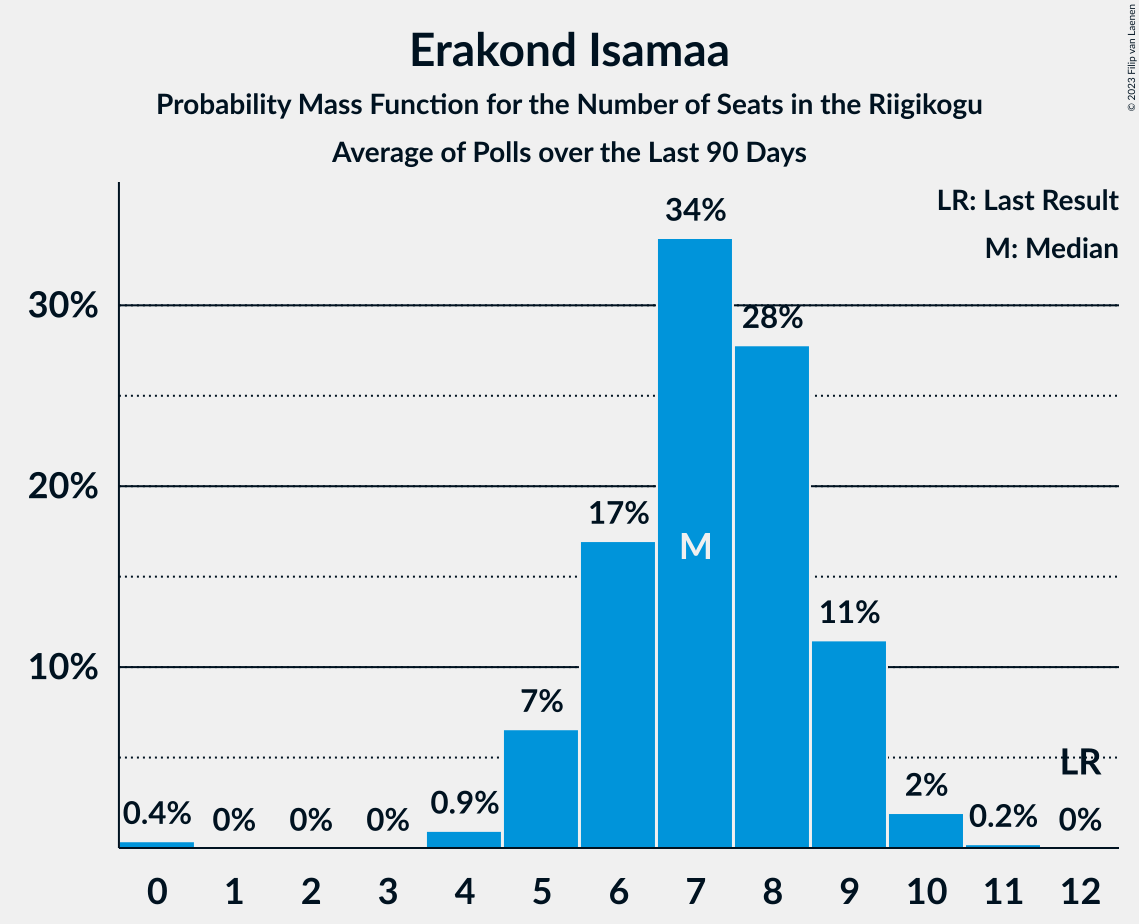 Erakond Isamaa
Probability Mass Function for the Number of Seats in the Riigikogu
Average of Polls over the Last 90 Days
© 2023 Filip van Laenen
LR: Last Result
M: Median
34%
30%
28%
20%
17%
M
11%
10%
7%
LR
2%
0.4% 0% 0% 0% 0.9% 0.2% 0%
0 1 2 3 4 5 6 7 8 9 10 11 12